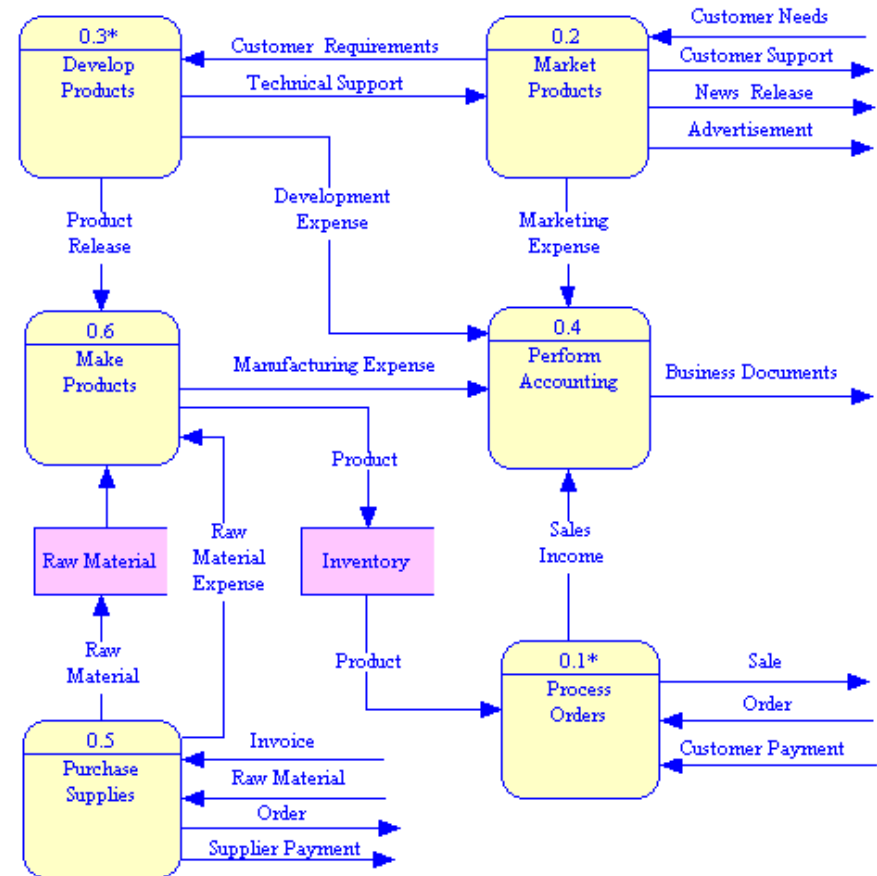 0.3*
Develop
Products
Customer Requirements
Technical Support
0.2
Market
Products
Customer Needs
Customer Support
News Release
Advertisement
Product
Release
Development
Expense
Marketing
Expense
0.6
Make
Products
Manufacturing Expense
0.4
Perform
Accounting
Business Documents
Product
Raw Material
Raw
Material
Expense
Inventory
Sales
Income
Raw
Material
Product
0.1*
Process
Orders
Sale
Order
Customer Payment
0.5
Purchase
Supplies
Invoice
Raw Material
Order
Supplier Payment